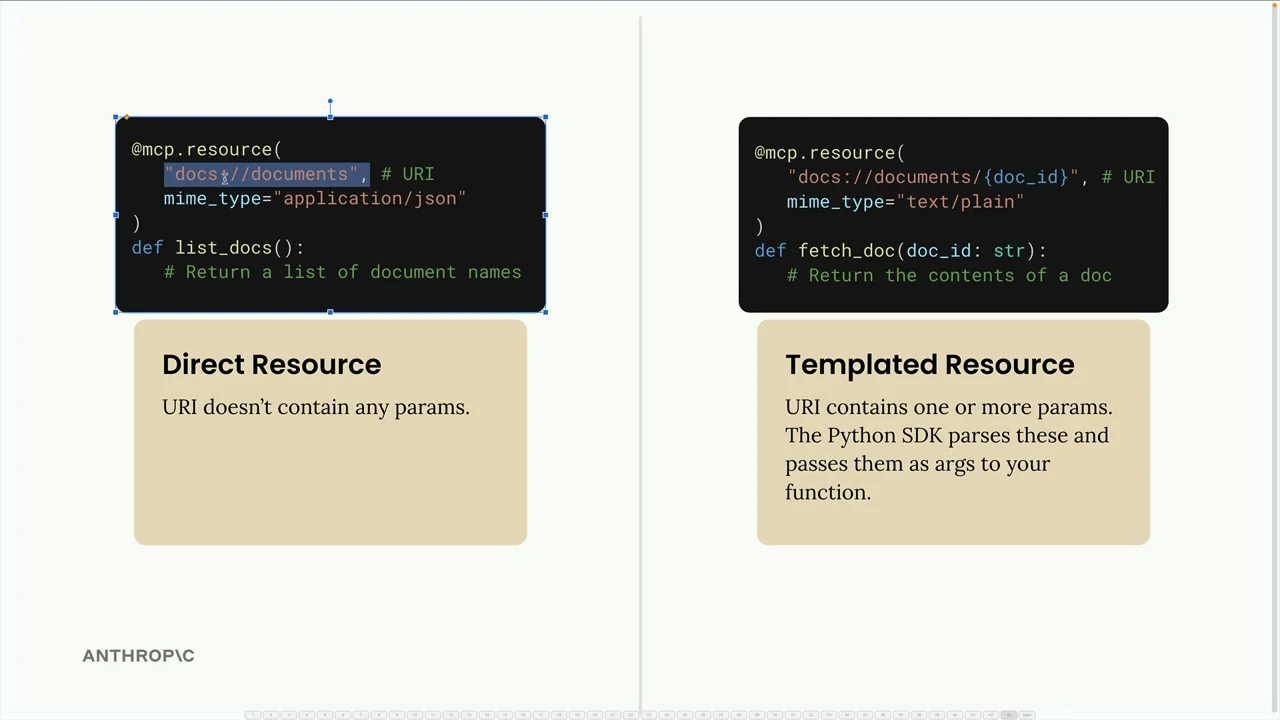 @mcp.resource(
"docs://documents", # URI
mime_type="application/json"
)
def list_docs():
# Return a list of document names
Direct Resource
URI doesn’t contain any params.
@mcp.resource(
"docs://documents/{doc_id}", # URI
mime_type="text/plain"
)
def fetch_doc(doc_id: str):
# Return the contents of a doc
Templated Resource
URI contains one or more params.
The Python SDK parses these and
passes them as args to your
function.
ANTHROP\C